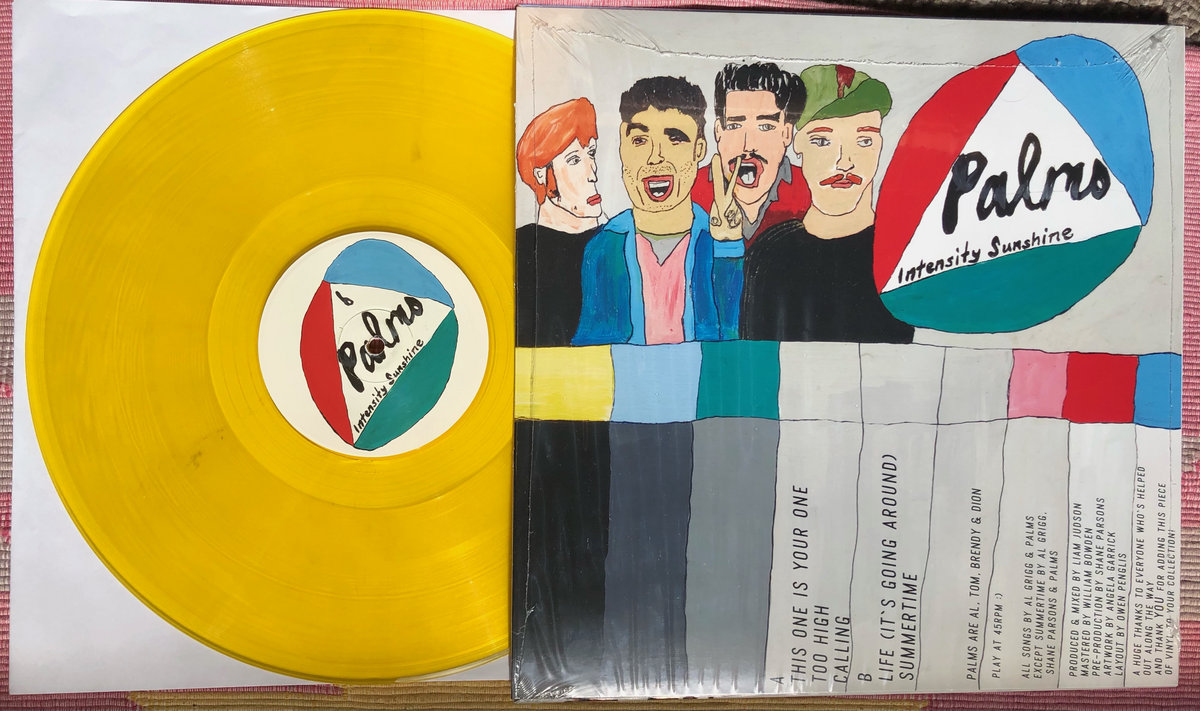 b
Palms
Intensity Sunshine
Palms
Intensity Sunshine
A
THIS ONE IS YOUR ONE
TOO HIGH
CALLING
B
LIFE (IT'S GOING AROUND)
SUMMERTIME
PALMS ARE AL, TOM, BRENDY & DION
PLAY AT 45RPM :)
ALL SONGS BY AL GRIGG & PALMS
EXCEPT SUMMERTIME BY AL GRIGG,
SHANE PARSONS & PALMS
PRODUCED & MIXED BY LIAM JUDSON
MASTERED BY WILLIAM BOWDEN
PRE-PRODUCTION BY SHANE PARSONS
ARTWORK BY ANGELA GARRICK
LAYOUT BY OWEN PENGLIS
A HUGE THANKS TO EVERYONE WHO'S HELPED
OUT ALONG THE WAY
AND THANK YOU FOR ADDING THIS PIECE
OF VINYL TO YOUR COLLECTION!